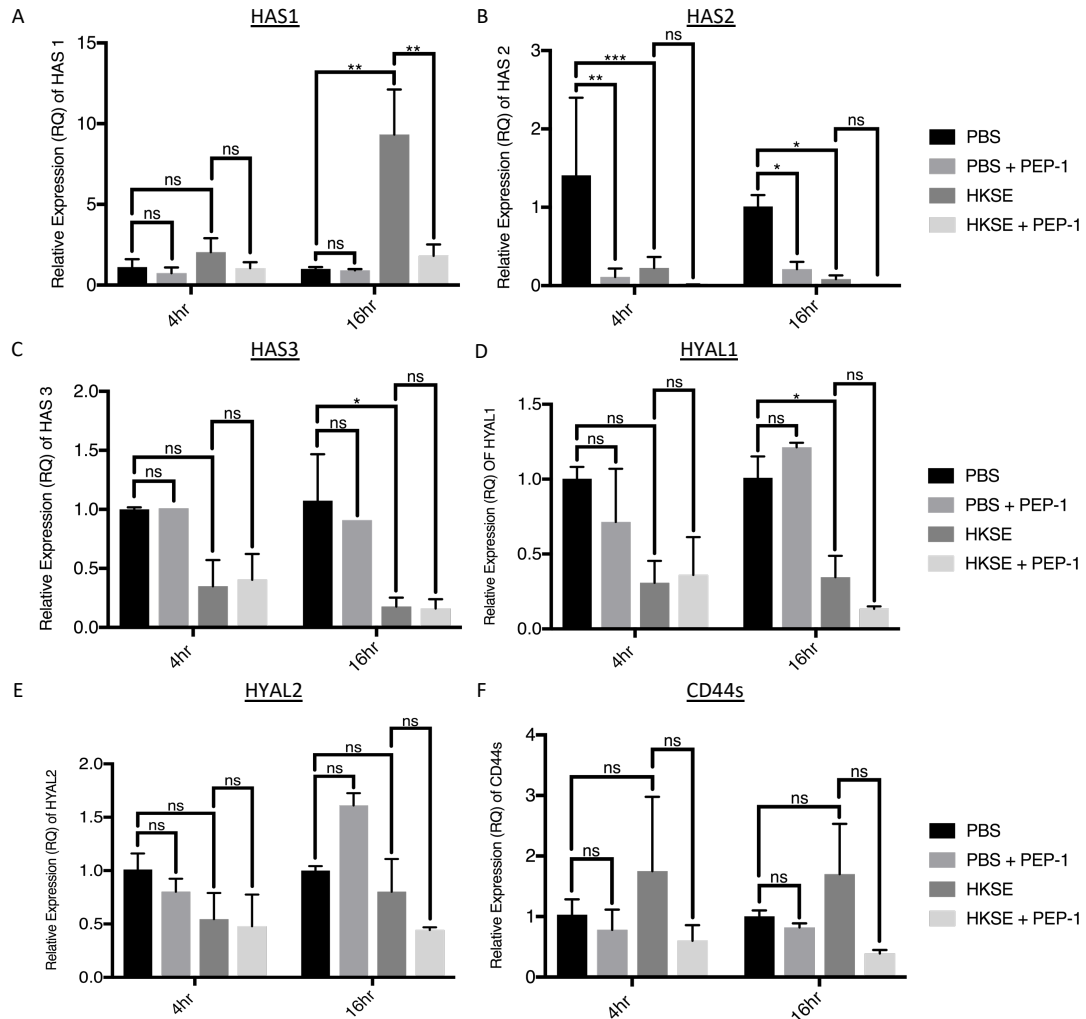 A
HAS1
Relative Expression (RQ) of HAS 1
15
10
5
0
ns
ns
ns
ns
**
**
4hr
16hr
B
HAS2
Relative Expression (RQ) of HAS 2
3
2
1
0
**
***
ns
*
*
ns
4hr
16hr
PBS
PBS + PEP-1
HKSE
HKSE + PEP-1
C
HAS3
Relative Expression (RQ) of HAS 3
2.0
1.5
1.0
0.5
0.0
ns
ns
ns
ns
*
ns
4hr
16hr
D
HYAL1
Relative Expression (RQ) OF HYAL1
1.5
1.0
0.5
0.0
ns
ns
ns
ns
*
ns
4hr
16hr
PBS
PBS + PEP-1
HKSE
HKSE + PEP-1
E
HYAL2
Relative Expression (RQ) of HYAL2
2.0
1.5
1.0
0.5
0.0
ns
ns
ns
ns
ns
ns
4hr
16hr
F
CD44s
Relative Expression (RQ) of CD44s
4
3
2
1
0
ns
ns
ns
ns
ns
ns
4hr
16hr
PBS
PBS + PEP-1
HKSE
HKSE + PEP-1